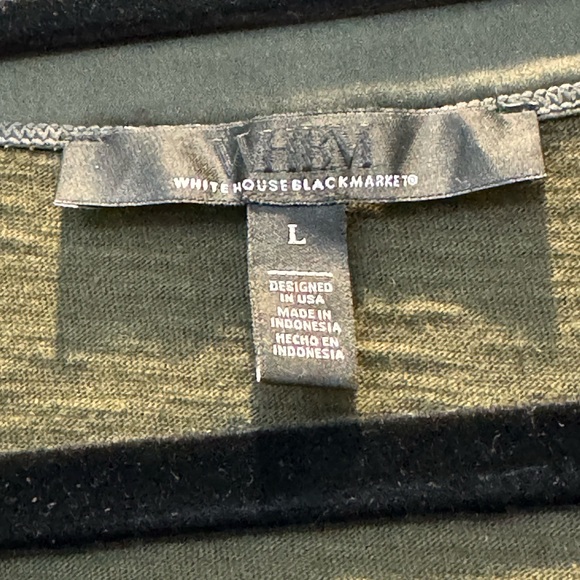 WHBM
WHITE HOUSE BLACK MARKET®
L
DESIGNED
IN USA
MADE IN
INDONESIA
HECHO EN
INDONESIA